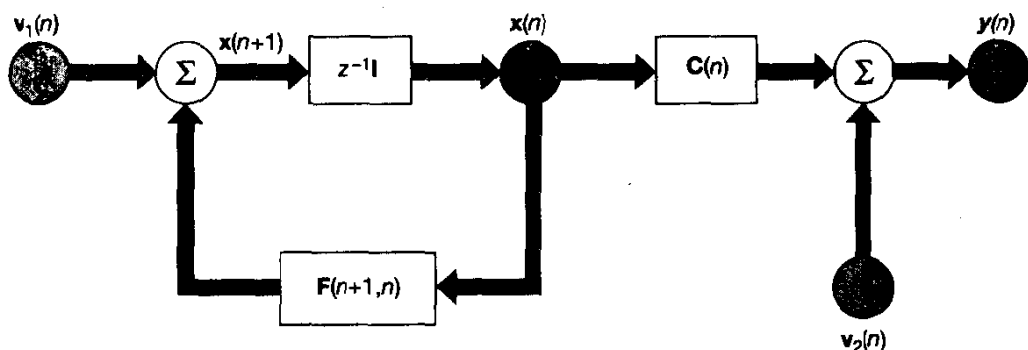 v₁(n)
Σ
x(n+1)
z⁻¹I
x(n)
C(n)
Σ
y(n)
F(n+1,n)
v₂(n)